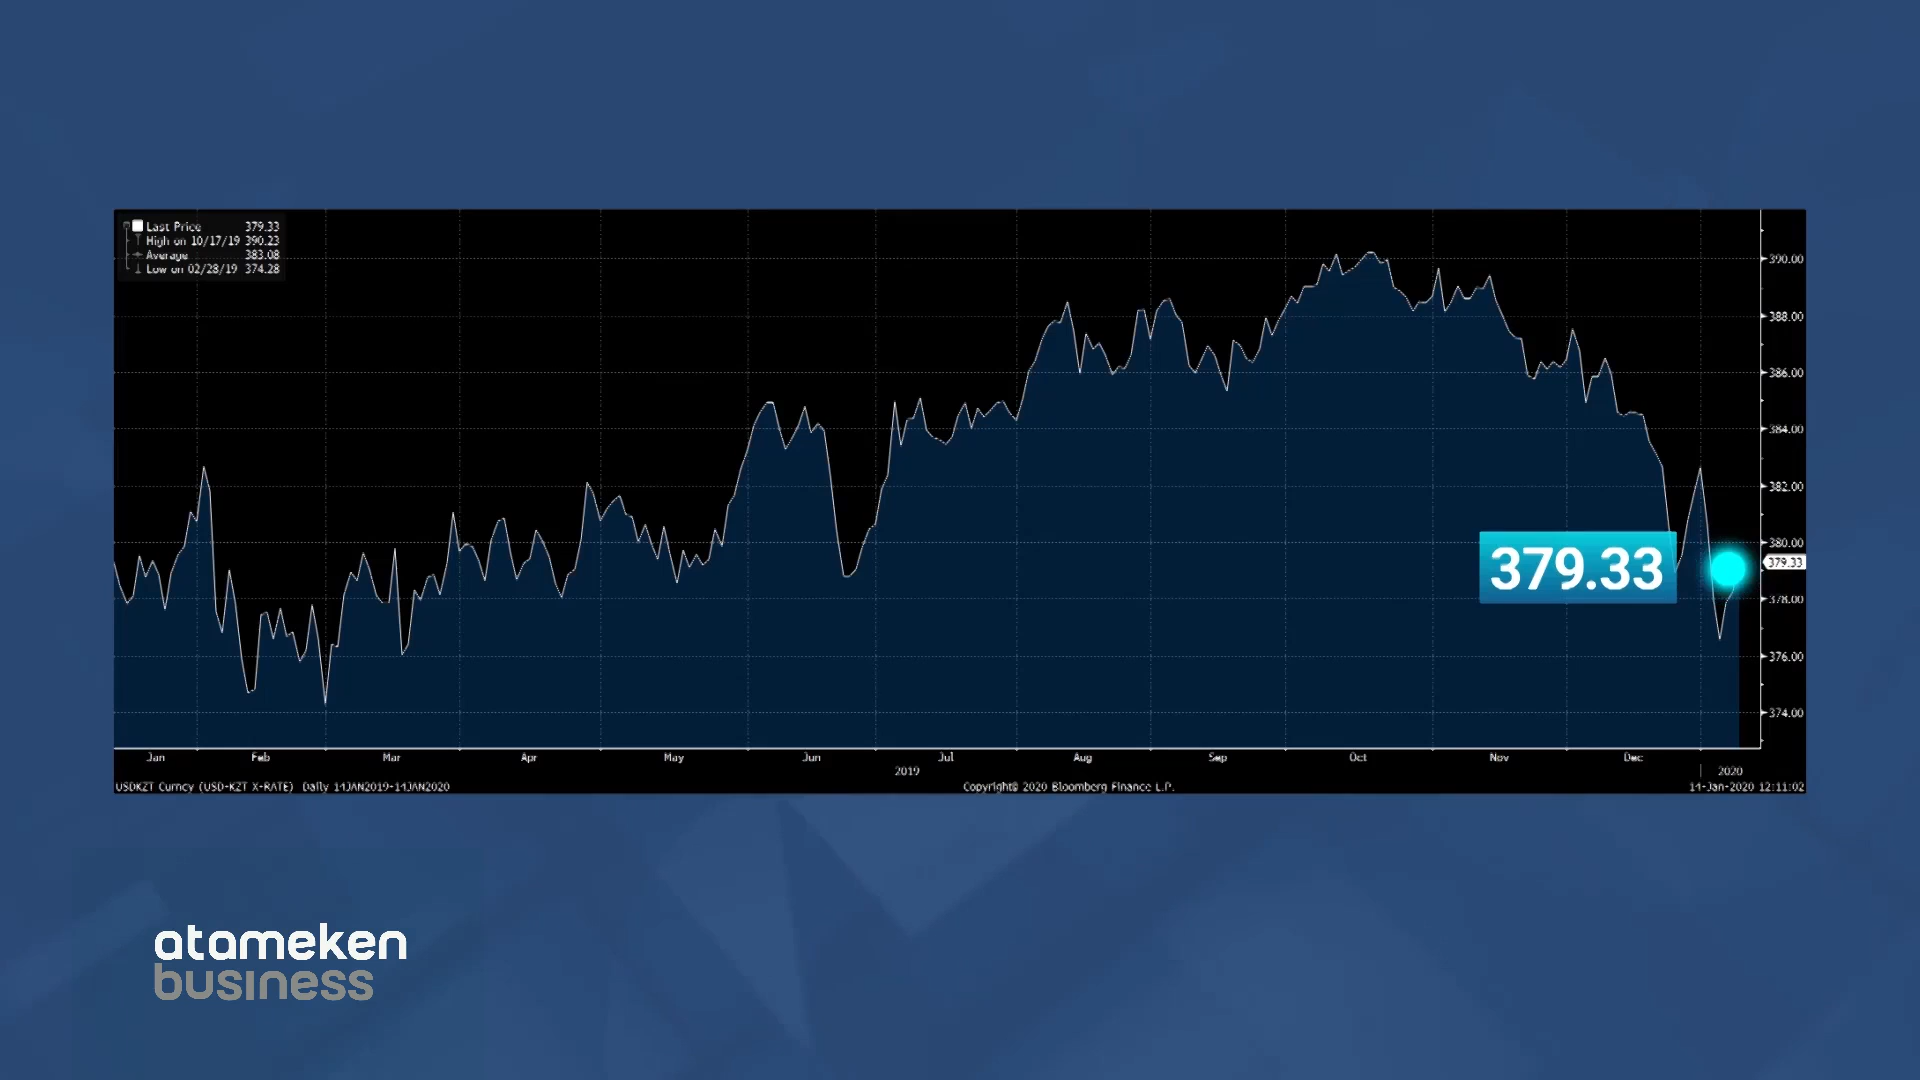 Last Price 379.33
High on 10/17/19 390.23
Average 383.08
Low on 02/28/19 374.28
390.00
388.00
386.00
384.00
382.00
380.00
379.33
379.33
378.00
376.00
374.00
Jan Feb Mar Apr May Jun Jul Aug Sep Oct Nov Dec
2019 2020
USDKZT Curncy (USD-KZT X-RATE) Daily 14JAN2019-14JAN2020 Copyright© 2020 Bloomberg Finance L.P. 14-Jan-2020 12:11:02
atameken
business